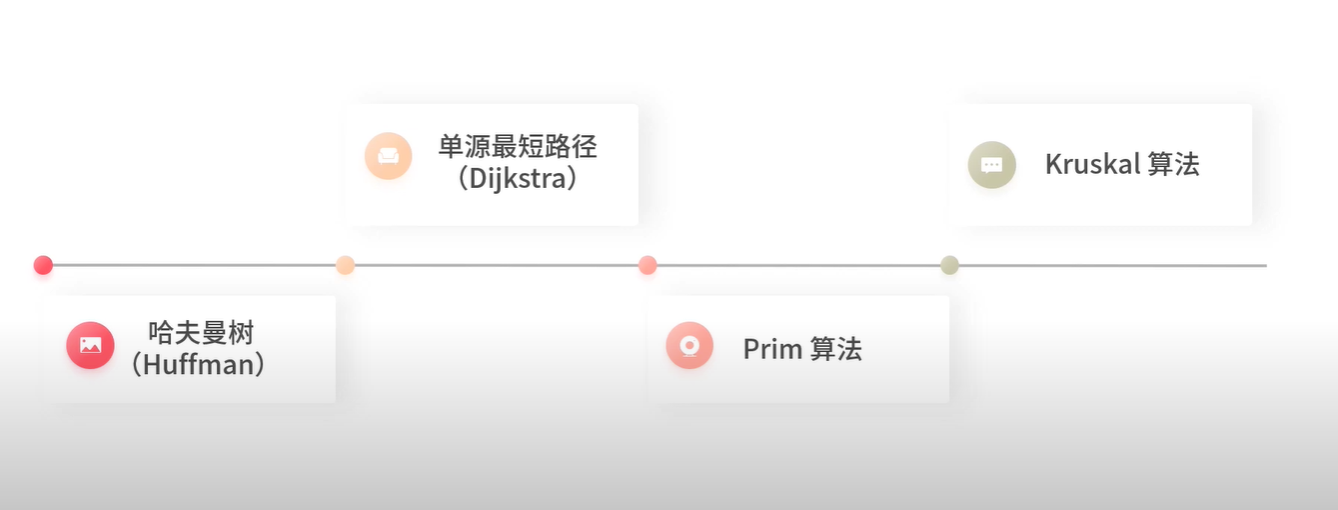 哈夫曼树
（Huffman）
单源最短路径
（Dijkstra）
Prim 算法
Kruskal 算法